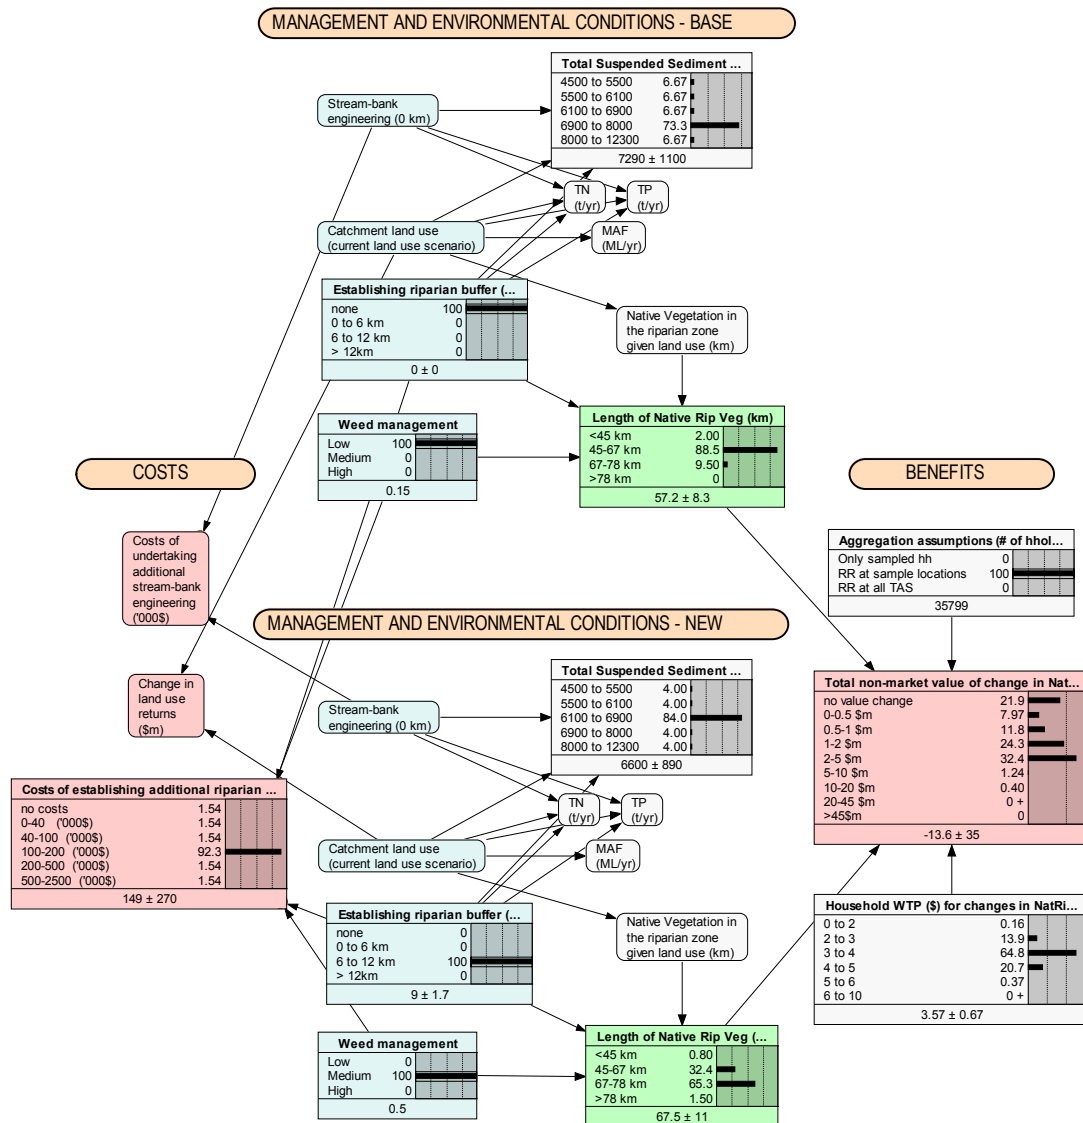 MANAGEMENT AND ENVIRONMENTAL CONDITIONS - BASE
Total Suspended Sediment ...
4500 to 5500 6.67
5500 to 6100 6.67
6100 to 6900 6.67
6900 to 8000 73.3
8000 to 12300 6.67
7290 ± 1100
Stream-bank
engineering (0 km)
TN
(t/yr)
TP
(t/yr)
Catchment land use
(current land use scenario)
MAF
(ML/yr)
Establishing riparian buffer (...
none 100
0 to 6 km 0
6 to 12 km 0
> 12km 0
0 ± 0
Native Vegetation in
the riparian zone
given land use (km)
Weed management
Low 100
Medium 0
High 0
0.15
Length of Native Rip Veg (km)
<45 km 2.00
45-67 km 88.5
67-78 km 9.50
>78 km 0
57.2 ± 8.3
COSTS
BENEFITS
Costs of
undertaking
additional
stream-bank
engineering
('000$)
Aggregation assumptions (# of hhol...
Only sampled hh 0
RR at sample locations 100
RR at all TAS 0
35799
MANAGEMENT AND ENVIRONMENTAL CONDITIONS - NEW
Change in
land use
returns
($m)
Total Suspended Sediment ...
4500 to 5500 4.00
5500 to 6100 4.00
6100 to 6900 84.0
6900 to 8000 4.00
8000 to 12300 4.00
6600 ± 890
Stream-bank
engineering (0 km)
Total non-market value of change in Nat...
no value change 21.9
0-0.5 $m 7.97
0.5-1 $m 11.8
1-2 $m 24.3
2-5 $m 32.4
5-10 $m 1.24
10-20 $m 0.40
20-45 $m 0 +
>45$m 0
-13.6 ± 35
Costs of establishing additional riparian ...
no costs 1.54
0-40 ('000$) 1.54
40-100 ('000$) 1.54
100-200 ('000$) 92.3
200-500 ('000$) 1.54
500-2500 ('000$) 1.54
149 ± 270
TN
(t/yr)
TP
(t/yr)
Catchment land use
(current land use scenario)
MAF
(ML/yr)
Establishing riparian buffer (...
none 0
0 to 6 km 0
6 to 12 km 100
> 12km 0
9 ± 1.7
Native Vegetation in
the riparian zone
given land use (km)
Household WTP ($) for changes in NatRi...
0 to 2 0.16
2 to 3 13.9
3 to 4 64.8
4 to 5 20.7
5 to 6 0.37
6 to 10 0 +
3.57 ± 0.67
Weed management
Low 0
Medium 100
High 0
0.5
Length of Native Rip Veg (...
<45 km 0.80
45-67 km 32.4
67-78 km 65.3
>78 km 1.50
67.5 ± 11